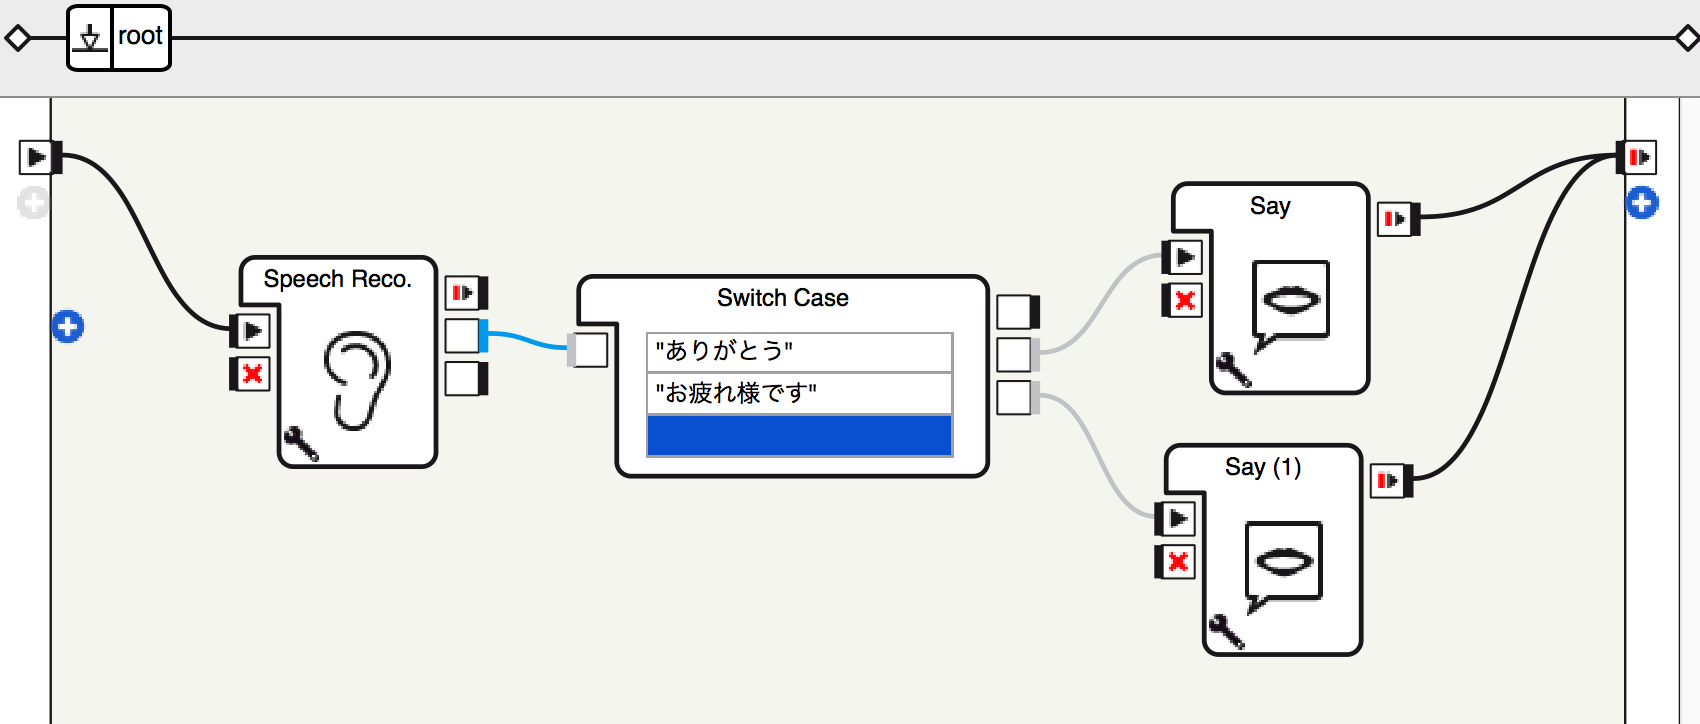 root
Speech Reco.
Switch Case
"ありがとう"
"お疲れ様です"
Say
Say (1)